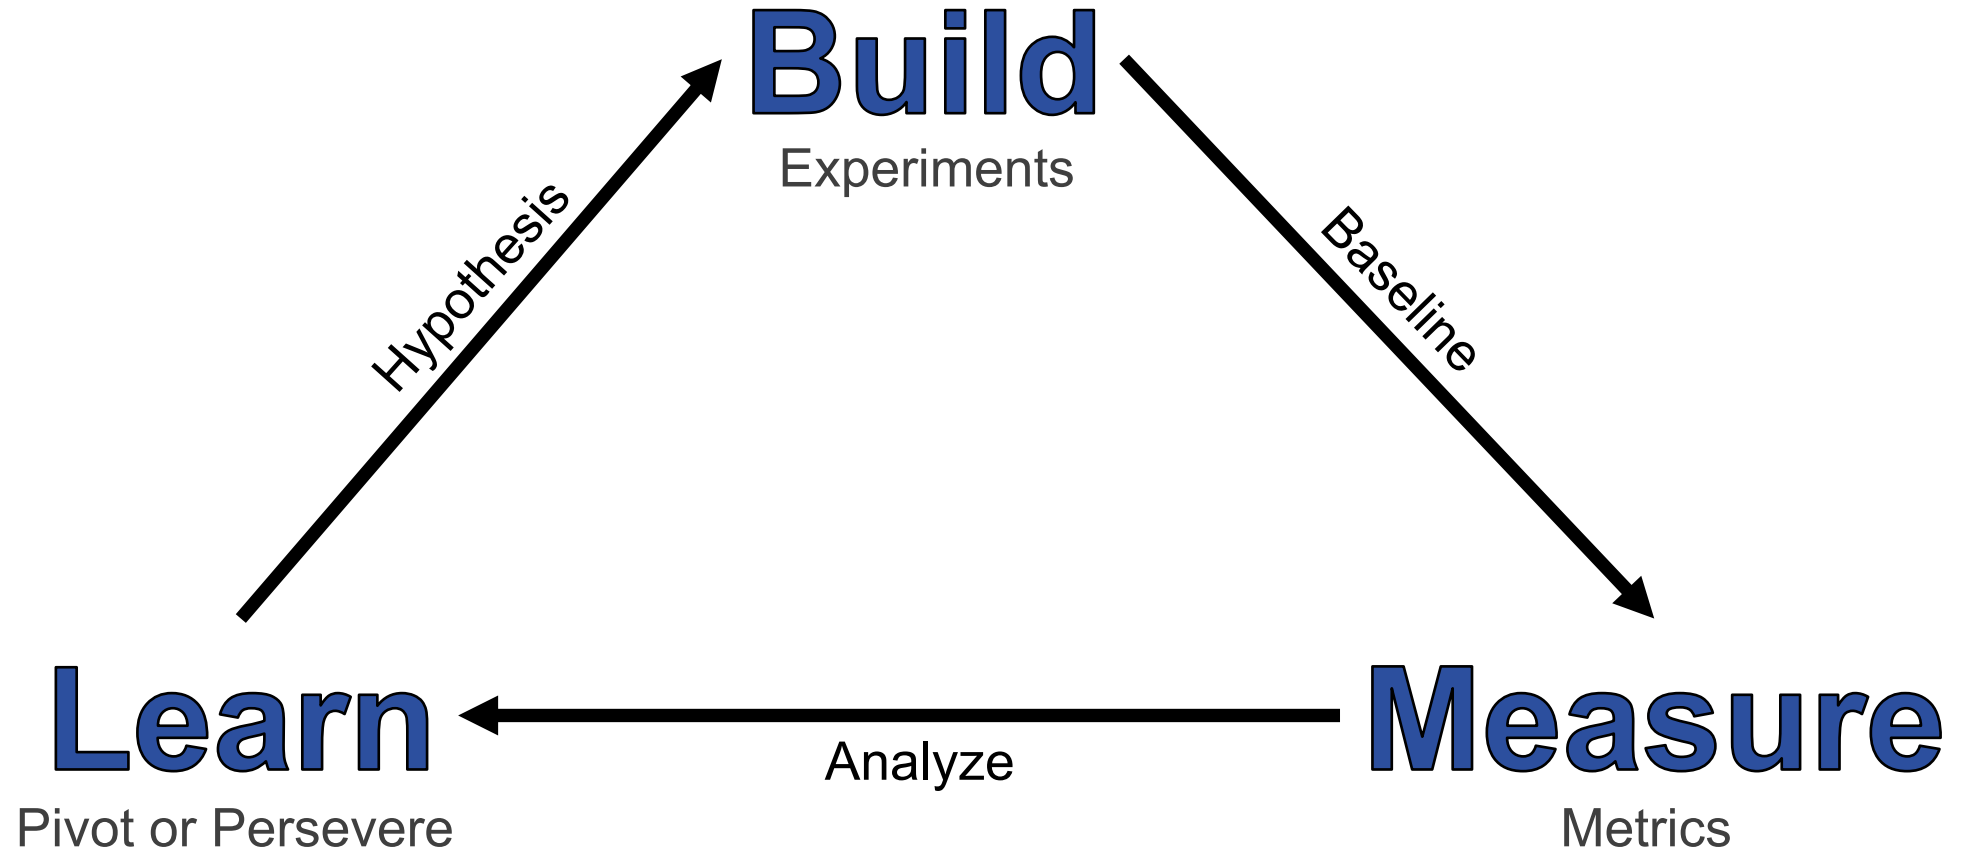 Build
Experiments
Hypothesis
Baseline
Learn
Measure
Analyze
Pivot or Persevere
Metrics